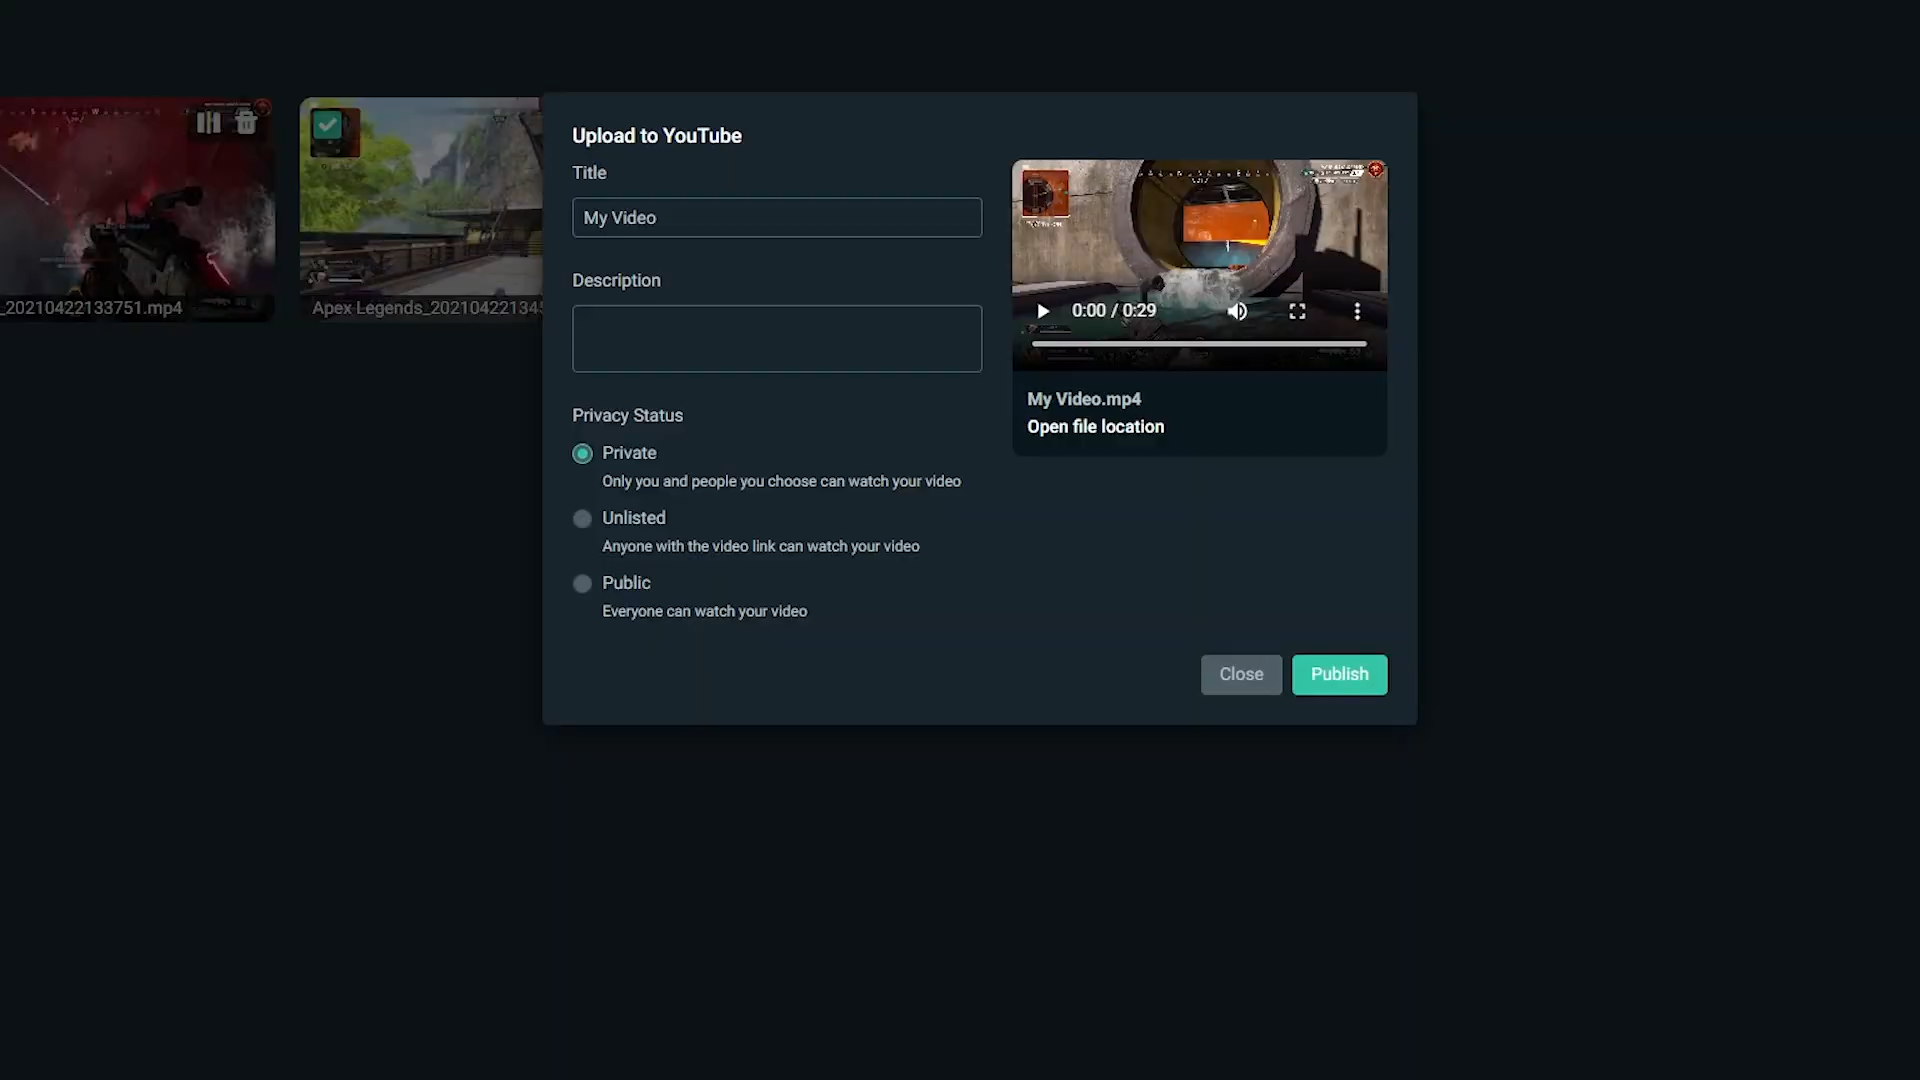 _20210422133751.mp4
Apex Legends_202104221345
Upload to YouTube
Title
My Video
Description
Privacy Status
Private
Only you and people you choose can watch your video
Unlisted
Anyone with the video link can watch your video
Public
Everyone can watch your video
0:00 / 0:29
My Video.mp4
Open file location
Close
Publish